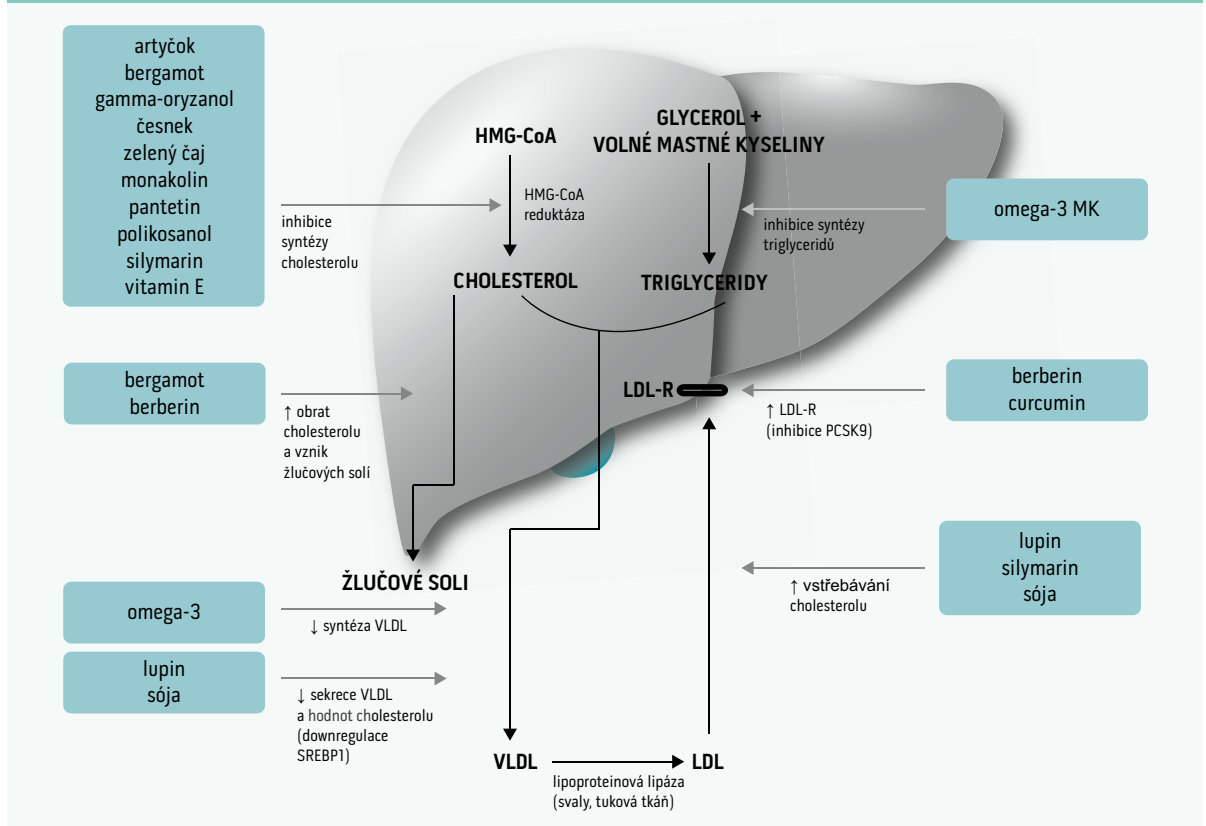 artyčok
bergamot
gamma-oryzanol
česnek
zelený čaj
monakolin
pantetin
polikosanol
silymarin
vitamin E
inhibice
syntézy
cholesterolu
HMG-CoA
HMG-CoA
reduktáza
CHOLESTEROL
GLYCEROL +
VOLNÉ MASTNÉ KYSELINY
TRIGLYCERIDY
inhibice syntézy
triglyceridů
omega-3 MK
bergamot
berberin
↑ obrat
cholesterolu
a vznik
žlučových solí
LDL-R
↑ LDL-R
(inhibice PCSK9)
berberin
curcumin
ŽLUČOVÉ SOLI
omega-3
↓ syntéza VLDL
↑ vstřebávání
cholesterolu
lupin
silymarin
sója
lupin
sója
↓ sekrece VLDL
a hodnot cholesterolu
(downregulace
SREBP1)
VLDL
lipoproteinová lipáza
(svaly, tuková tkáň)
LDL